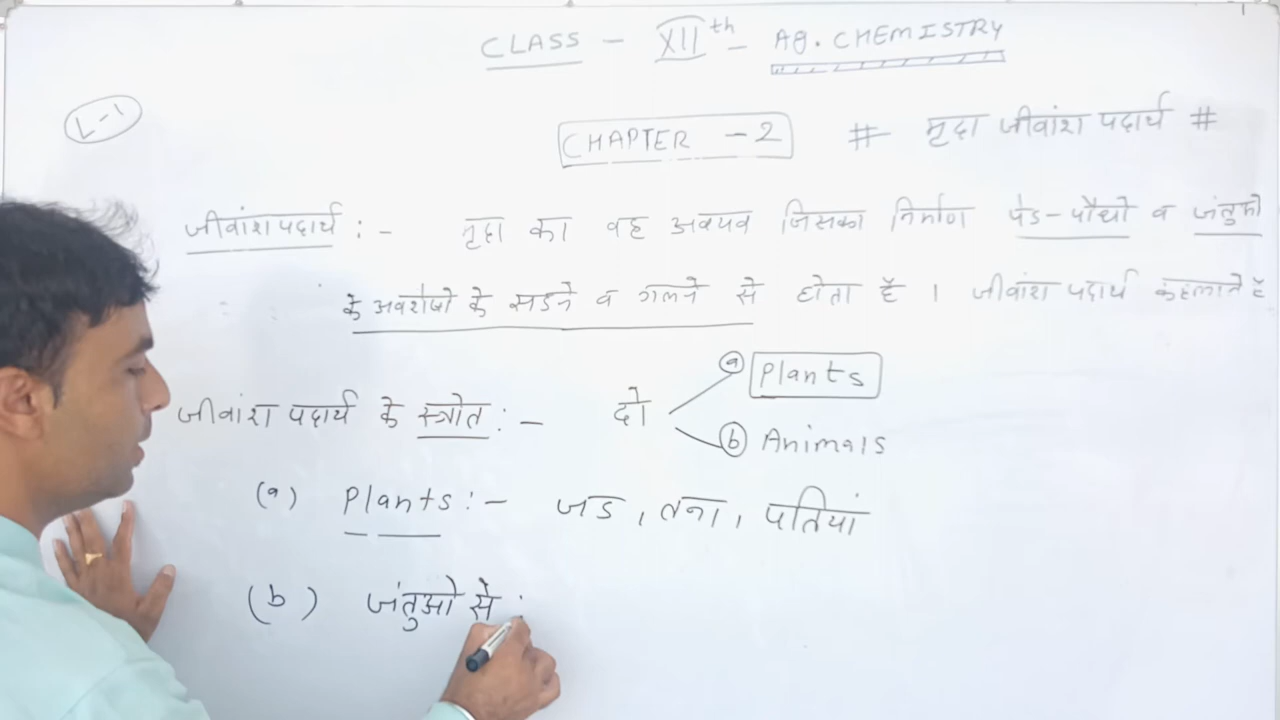 CLASS - XIIth - AG. CHEMISTRY
L-1
CHAPTER - 2 # मृदा जीवांश पदार्थ #
जीवांश पदार्थ :- मृदा का वह अवयव जिसका निर्माण पेड-पौधो व जंतुओ
के अवशेषो के सडने व गलने से होता है । जीवांश पदार्थ कहलाते है
जीवांश पदार्थ के स्त्रोत :- दो
(a) Plants
(b) Animals
(a) Plants :- जड , तना , पतियां
(b) जंतुओ से :